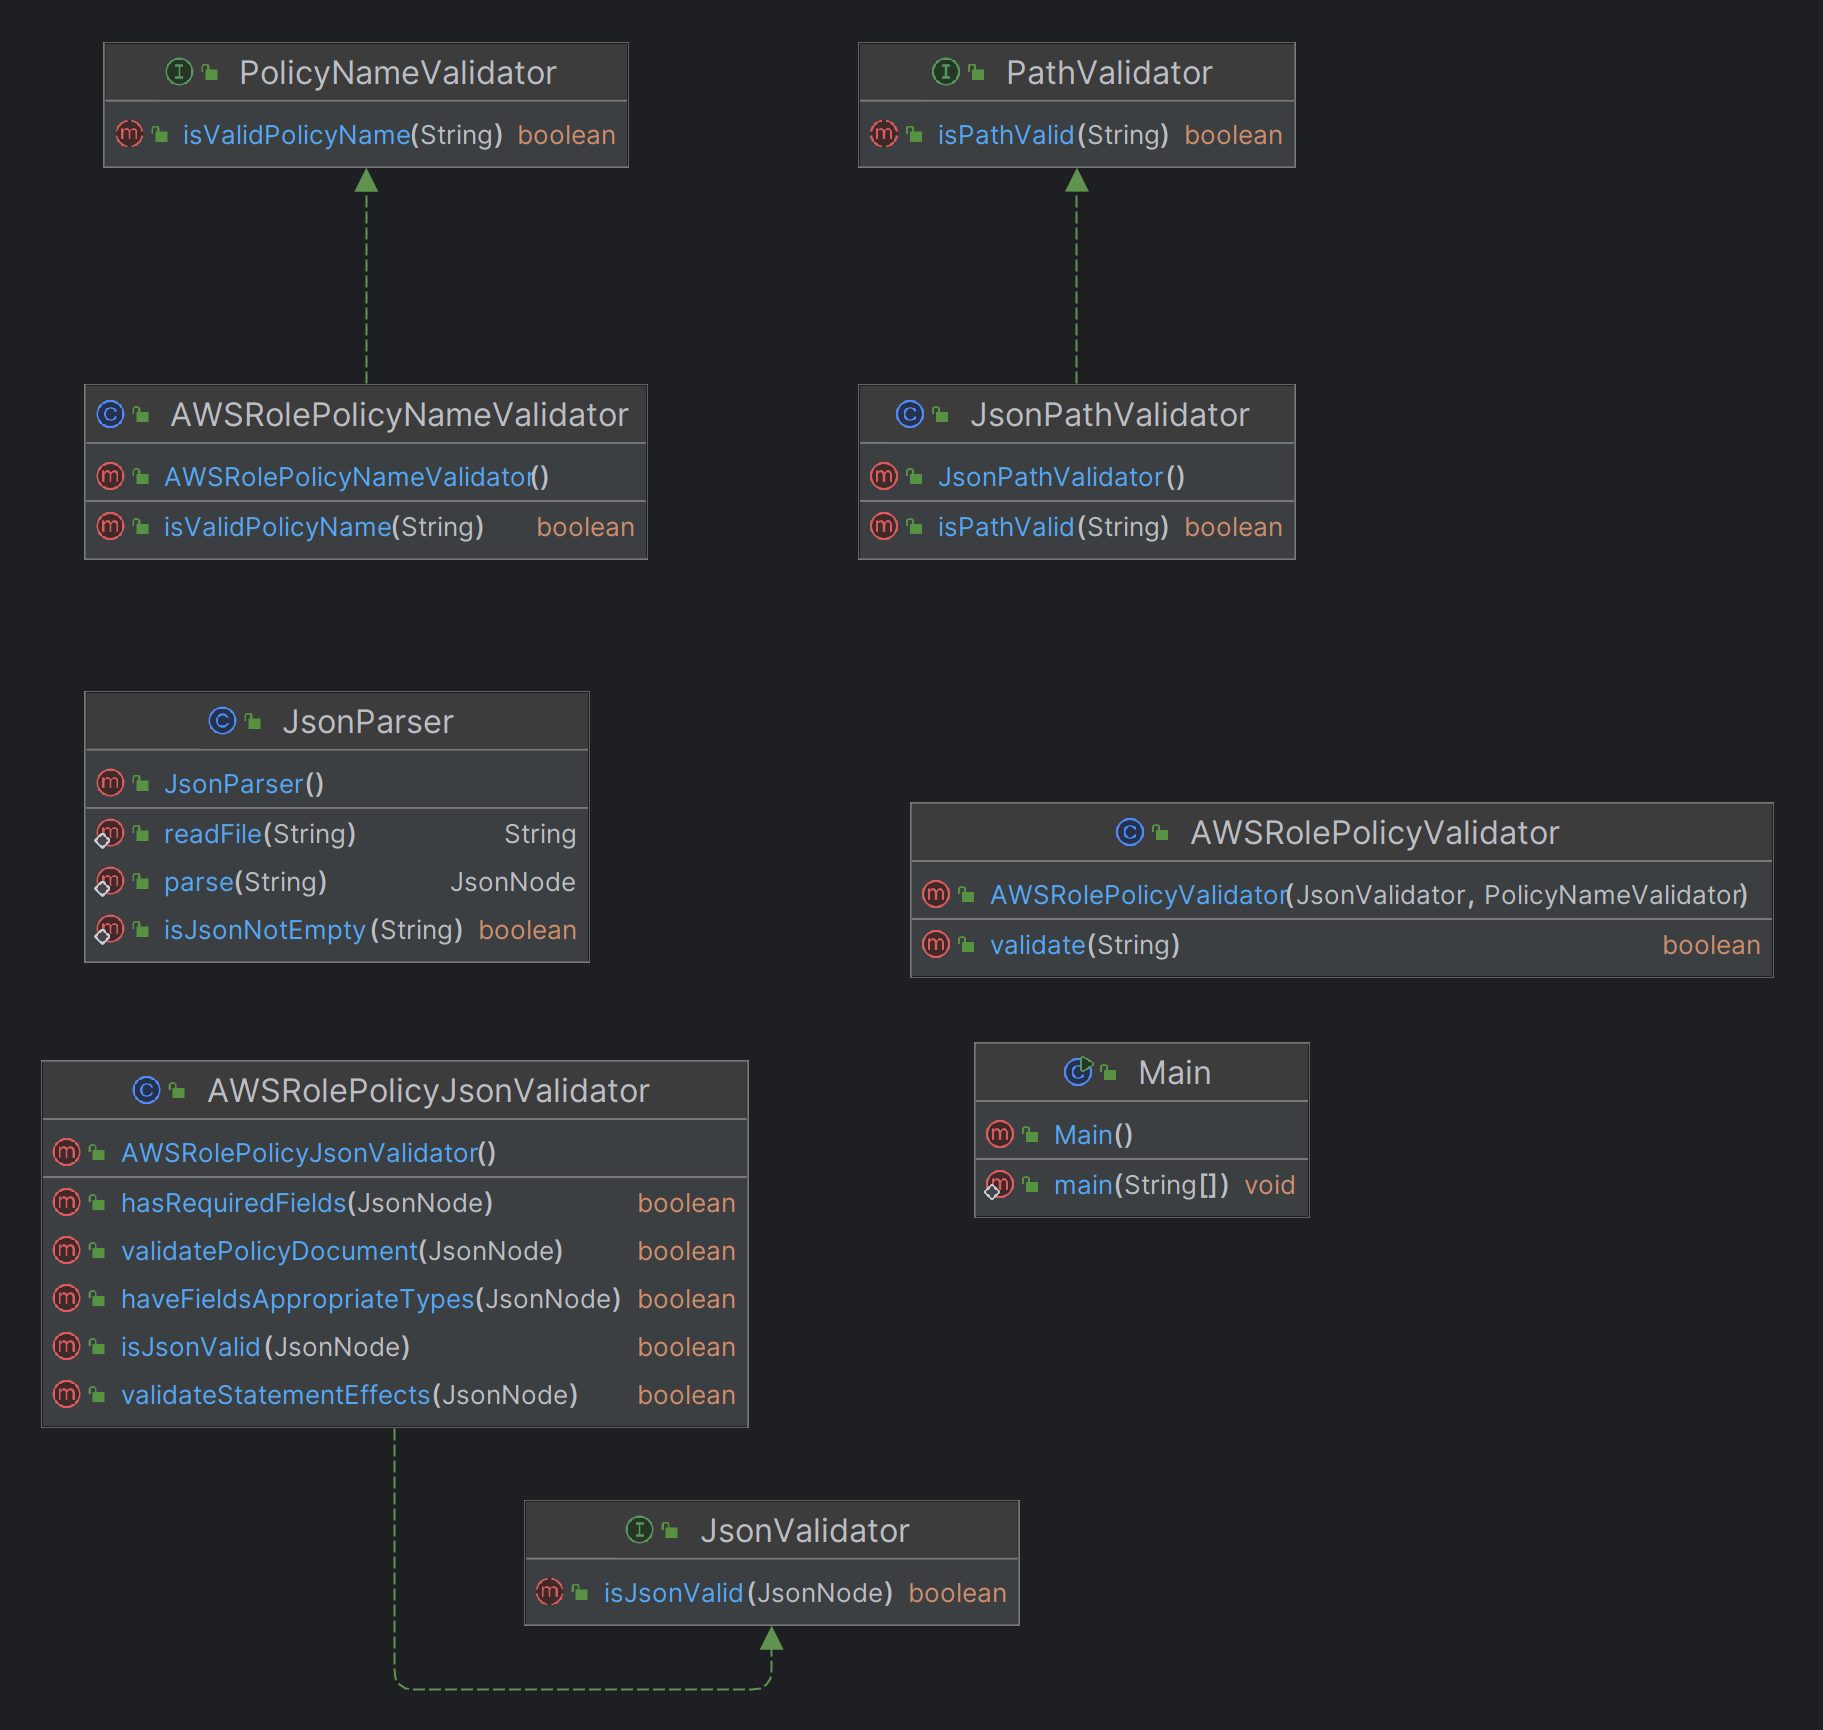 PolicyNameValidator
isValidPolicyName(String) boolean
PathValidator
isPathValid(String) boolean
AWSRolePolicyNameValidator
AWSRolePolicyNameValidator()
isValidPolicyName(String) boolean
JsonPathValidator
JsonPathValidator()
isPathValid(String) boolean
JsonParser
JsonParser()
readFile(String) String
parse(String) JsonNode
isJsonNotEmpty(String) boolean
AWSRolePolicyValidator
AWSRolePolicyValidator(JsonValidator, PolicyNameValidator)
validate(String) boolean
AWSRolePolicyJsonValidator
AWSRolePolicyJsonValidator()
hasRequiredFields(JsonNode) boolean
validatePolicyDocument(JsonNode) boolean
haveFieldsAppropriateTypes(JsonNode) boolean
isJsonValid(JsonNode) boolean
validateStatementEffects(JsonNode) boolean
Main
Main()
main(String[]) void
JsonValidator
isJsonValid(JsonNode) boolean